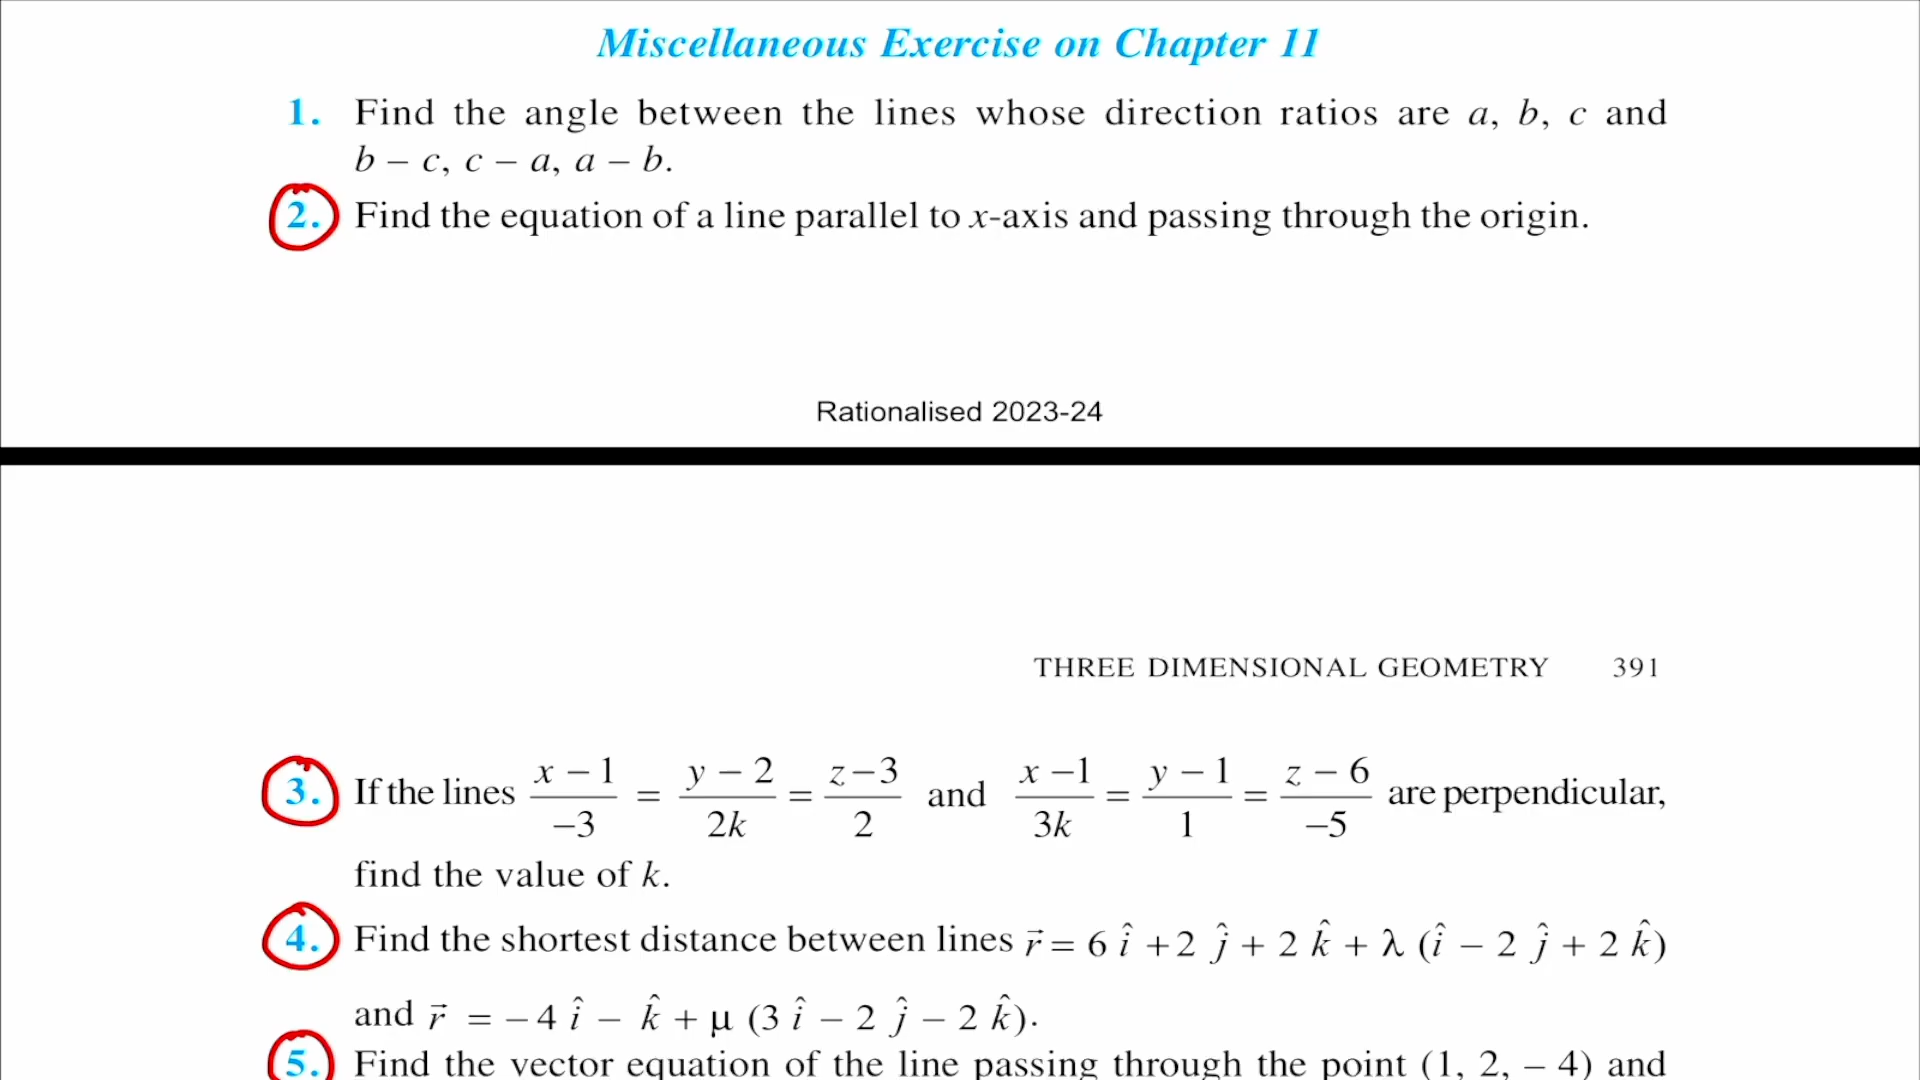 Miscellaneous Exercise on Chapter 11
1. Find the angle between the lines whose direction ratios are a, b, c and
b – c, c – a, a – b.
2. Find the equation of a line parallel to x-axis and passing through the origin.
Rationalised 2023-24
THREE DIMENSIONAL GEOMETRY 391
3. If the lines (x – 1)/(–3) = (y – 2)/(2k) = (z – 3)/2 and (x – 1)/(3k) = (y – 1)/1 = (z – 6)/(–5) are perpendicular,
find the value of k.
4. Find the shortest distance between lines r⃗ = 6 î + 2 ĵ + 2 k̂ + λ (î – 2 ĵ + 2 k̂)
and r⃗ = – 4 î – k̂ + µ (3 î – 2 ĵ – 2 k̂).
5. Find the vector equation of the line passing through the point (1, 2, – 4) and